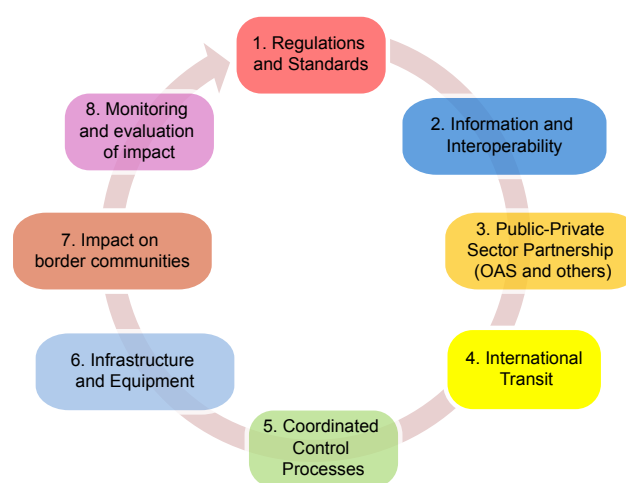 1. Regulations
and Standards
2. Information and
Interoperability
3. Public-Private
Sector Partnership
(OAS and others)
4. International
Transit
5. Coordinated
Control
Processes
6. Infrastructure
and Equipment
7. Impact on
border communities
8. Monitoring
and evaluation
of impact